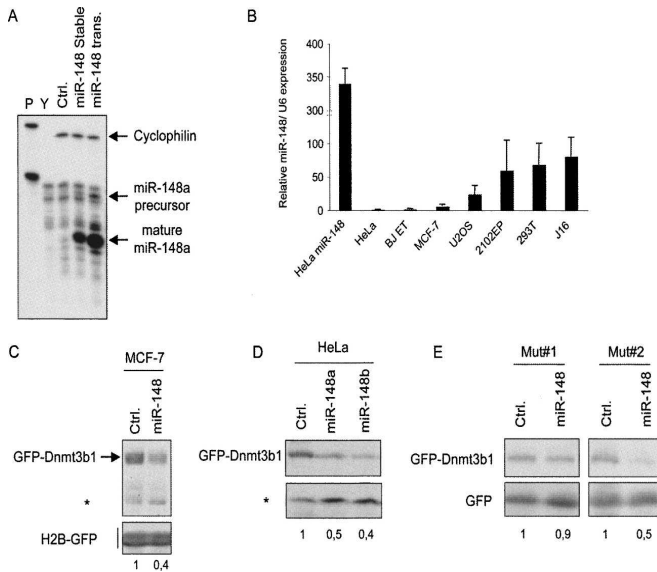 A
P
Y
Ctrl.
miR-148 Stable
miR-148 trans.
Cyclophilin
miR-148a
precursor
mature
miR-148a
B
Relative miR-148/ U6 expression
400
350
300
100
50
0
HeLa miR-148
HeLa
BJ ET
MCF-7
U2OS
2102EP
293T
J16
C
MCF-7
Ctrl.
miR-148
GFP-Dnmt3b1
*
H2B-GFP
1 0,4
D
HeLa
Ctrl.
miR-148a
miR-148b
GFP-Dnmt3b1
*
1 0,5 0,4
E
Mut#1 Mut#2
Ctrl.
miR-148
Ctrl.
miR-148
GFP-Dnmt3b1
GFP
1 0,9 1 0,5